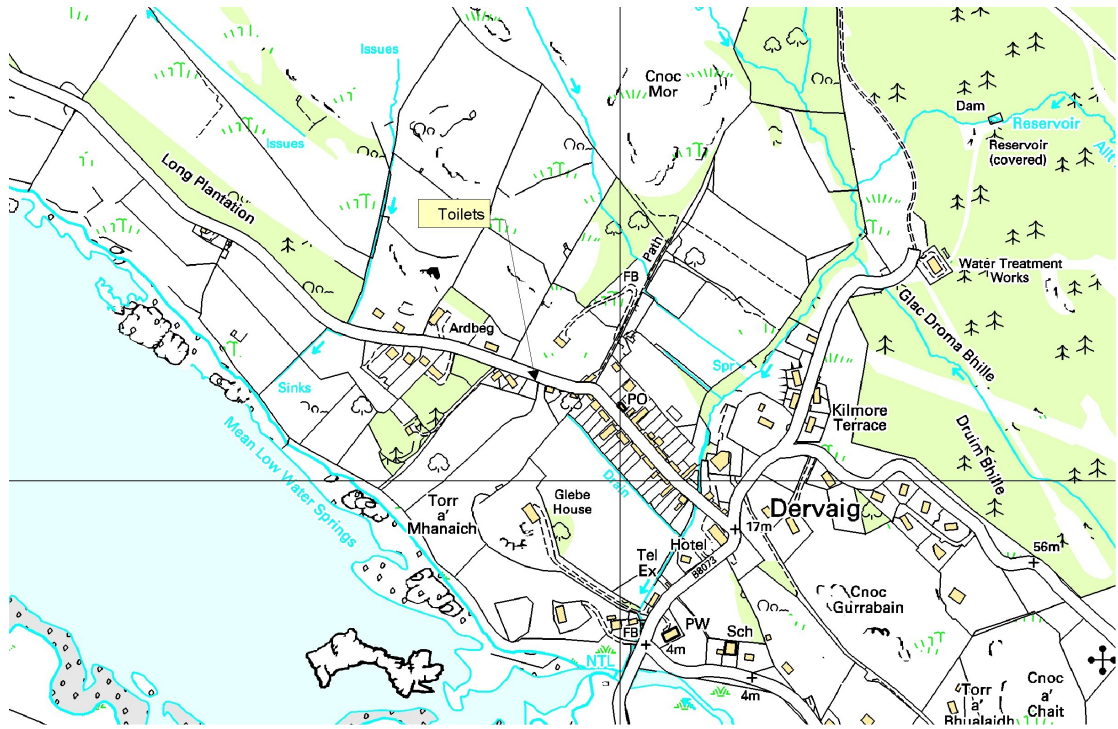 Issues
Cnoc
Mor
Dam
Reservoir
Reservoir
(covered)
Allt
Issues
Long Plantation
Toilets
Path
FB
Water Treatment
Works
Glac Droma Bhille
Ardbeg
Spr
Sinks
PO
Kilmore
Terrace
Druim Bhille
Mean Low Water Springs
Drain
Torr
a'
Mhanaich
Glebe
House
Dervaig
17m
Hotel
B8073
Tel
Ex
56m
Cnoc
Gurrabain
FB
PW
4m
Sch
NTL
4m
Torr
a'
Bhualaidh
Cnoc
a'
Chait